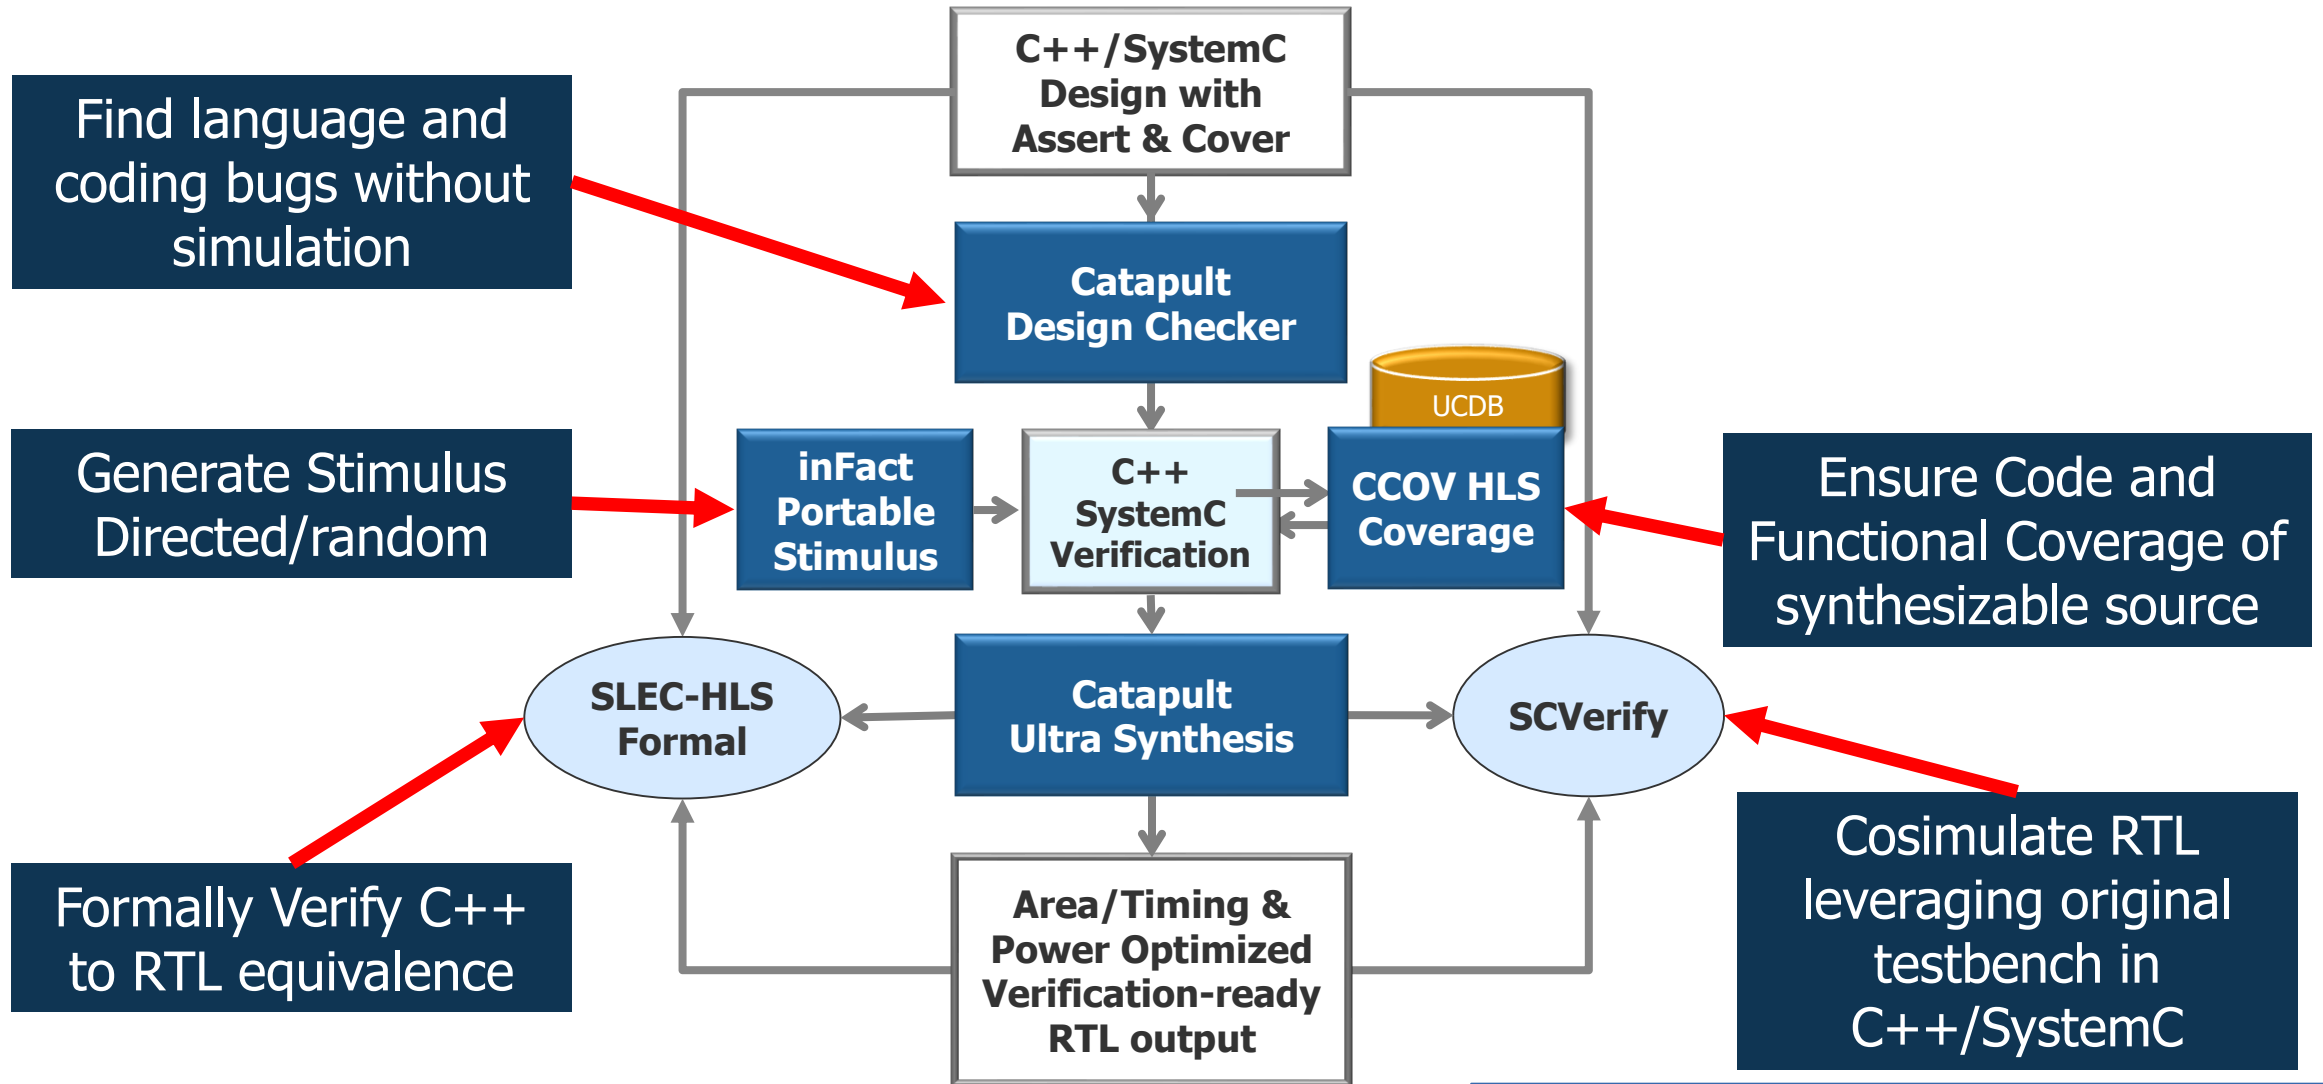 C++/SystemC
Design with
Assert & Cover
Find language and
coding bugs without
simulation
Catapult
Design Checker
UCDB
Generate Stimulus
Directed/random
inFact
Portable
Stimulus
C++
SystemC
Verification
CCOV HLS
Coverage
Ensure Code and
Functional Coverage of
synthesizable source
SLEC-HLS
Formal
Catapult
Ultra Synthesis
SCVerify
Formally Verify C++
to RTL equivalence
Area/Timing &
Power Optimized
Verification-ready
RTL output
Cosimulate RTL
leveraging original
testbench in
C++/SystemC